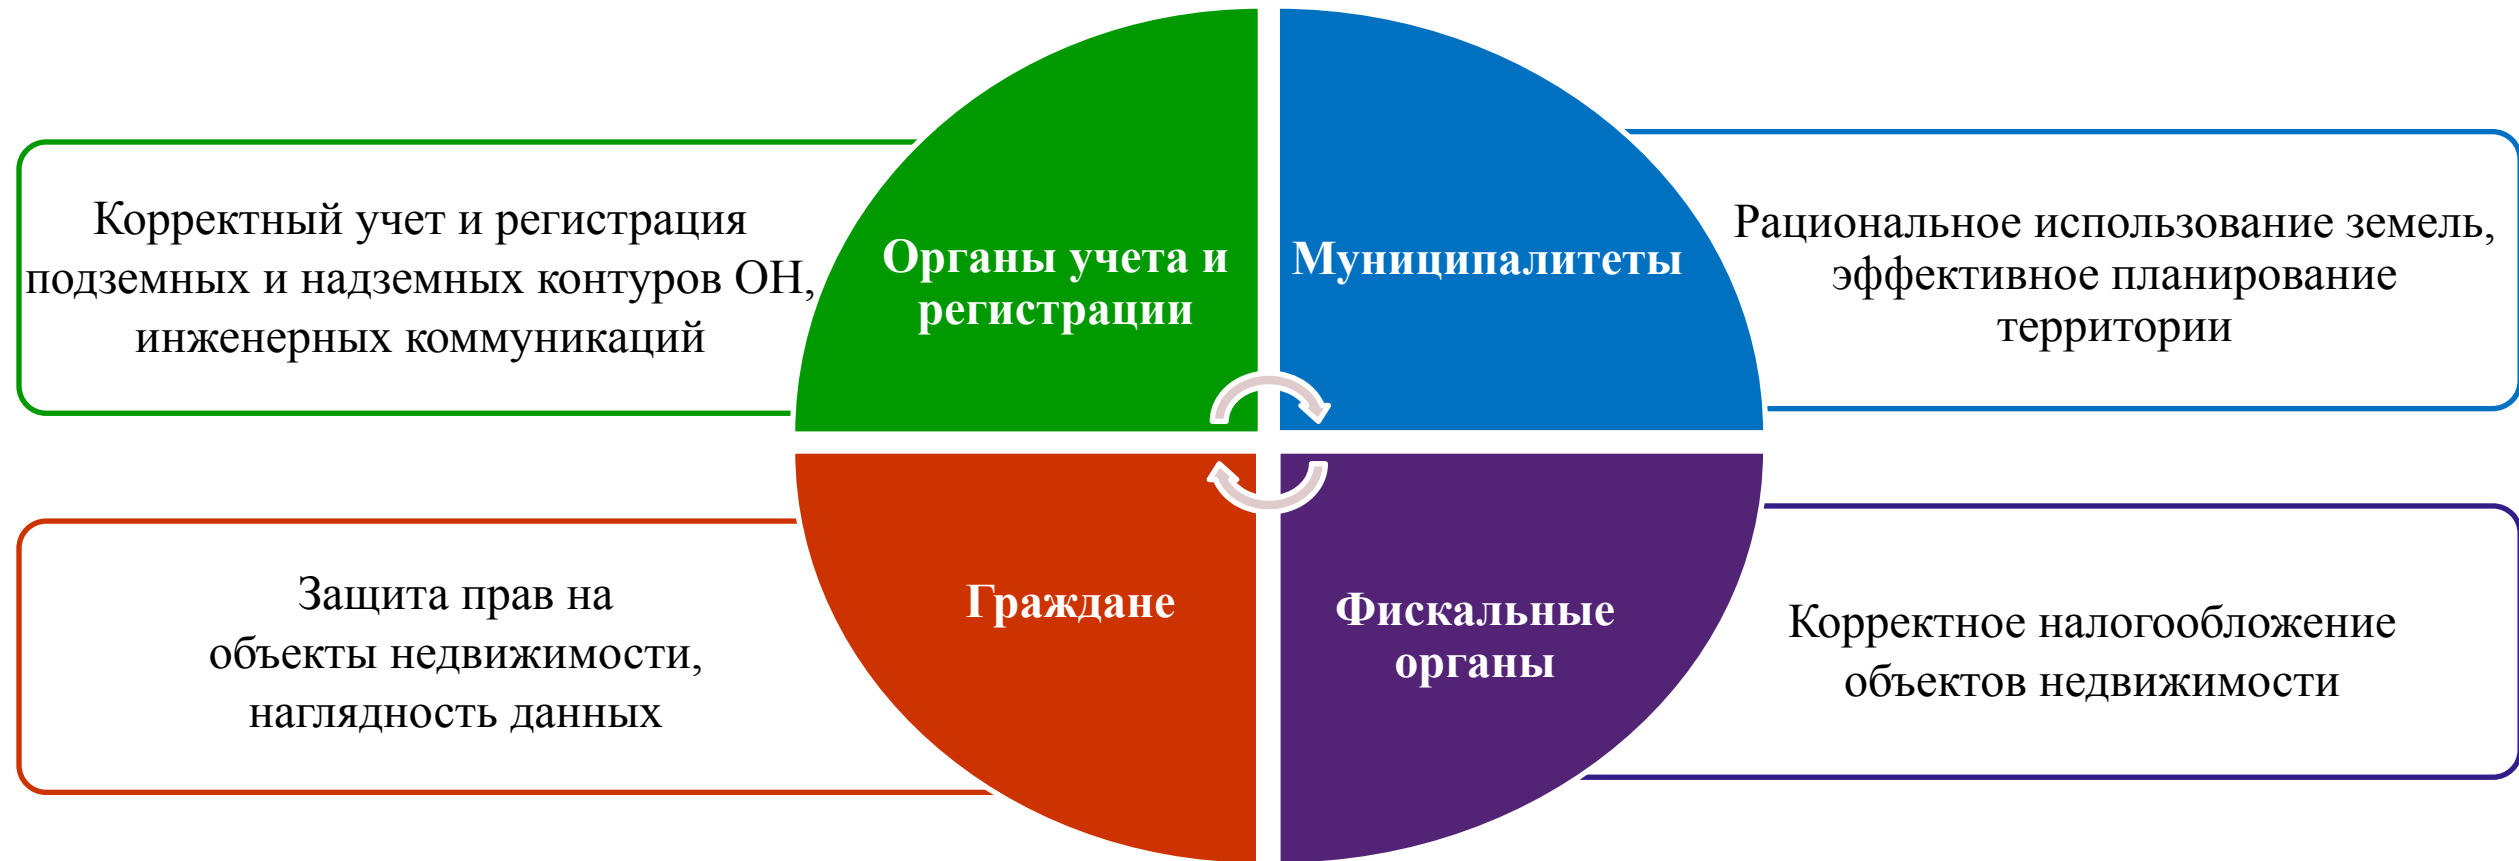 Корректный учет и регистрация
подземных и надземных контуров ОН,
инженерных коммуникаций
Органы учета и
регистрации
Муниципалитеты
Рациональное использование земель,
эффективное планирование
территории
Защита прав на
объекты недвижимости,
наглядность данных
Граждане
Фискальные
органы
Корректное налогообложение
объектов недвижимости